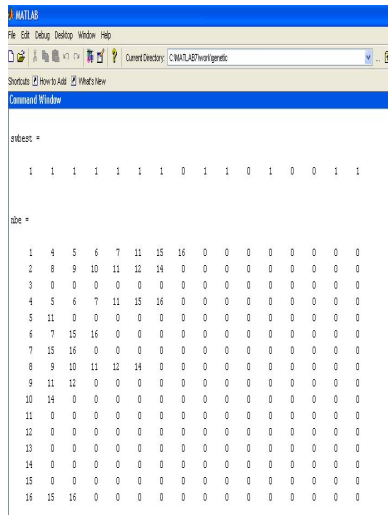 MATLAB
File Edit Debug Desktop Window Help
Current Directory: C:\MATLAB7\work\genetic
Shortcuts How to Add What's New
Command Window
swbest =
1 1 1 1 1 1 1 0 1 1 0 1 0 0 1 1
nbe =
1 4 5 6 7 11 15 16 0 0 0 0 0 0 0 0
2 8 9 10 11 12 14 0 0 0 0 0 0 0 0 0
3 0 0 0 0 0 0 0 0 0 0 0 0 0 0 0
4 5 6 7 11 15 16 0 0 0 0 0 0 0 0 0
5 11 0 0 0 0 0 0 0 0 0 0 0 0 0 0
6 7 15 16 0 0 0 0 0 0 0 0 0 0 0 0
7 15 16 0 0 0 0 0 0 0 0 0 0 0 0 0
8 9 10 11 12 14 0 0 0 0 0 0 0 0 0 0
9 11 12 0 0 0 0 0 0 0 0 0 0 0 0 0
10 14 0 0 0 0 0 0 0 0 0 0 0 0 0 0
11 0 0 0 0 0 0 0 0 0 0 0 0 0 0 0
12 0 0 0 0 0 0 0 0 0 0 0 0 0 0 0
13 0 0 0 0 0 0 0 0 0 0 0 0 0 0 0
14 0 0 0 0 0 0 0 0 0 0 0 0 0 0 0
15 0 0 0 0 0 0 0 0 0 0 0 0 0 0 0
16 15 16 0 0 0 0 0 0 0 0 0 0 0 0 0